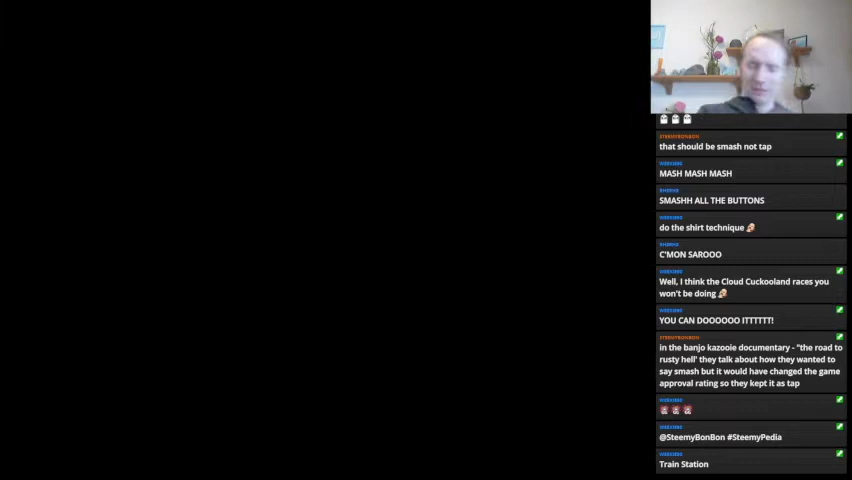 STEEMYBONBON
that should be smash not tap
MASH MASH MASH
SMASHH ALL THE BUTTONS
do the shirt technique
C'MON SAROOO
Well, I think the Cloud Cuckooland races you
won't be doing
YOU CAN DOOOOOO ITTTTTT!
STEEMYBONBON
in the banjo kazooie documentary - "the road to
rusty hell' they talk about how they wanted to
say smash but it would have changed the game
approval rating so they kept it as tap
@SteemyBonBon #SteemyPedia
Train Station